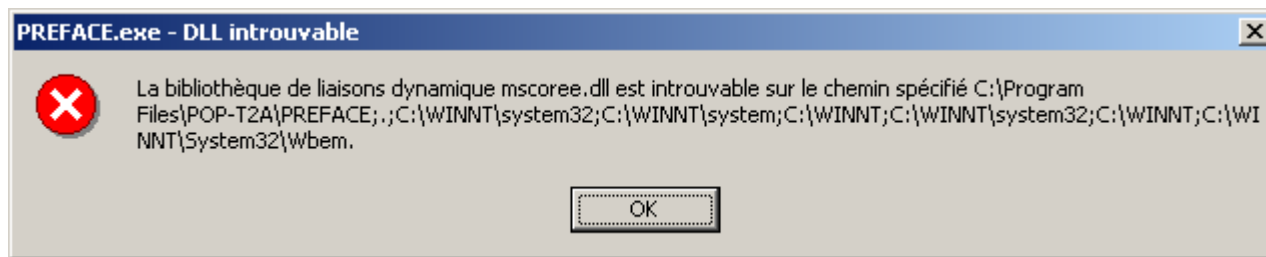 PREFACE.exe - DLL introuvable
La bibliothèque de liaisons dynamique mscoree.dll est introuvable sur le chemin spécifié C:\Program
Files\POP-T2A\PREFACE;.;C:\WINNT\system32;C:\WINNT\system;C:\WINNT;C:\WINNT\system32;C:\WINNT;C:\WI
NNT\System32\Wbem.
OK